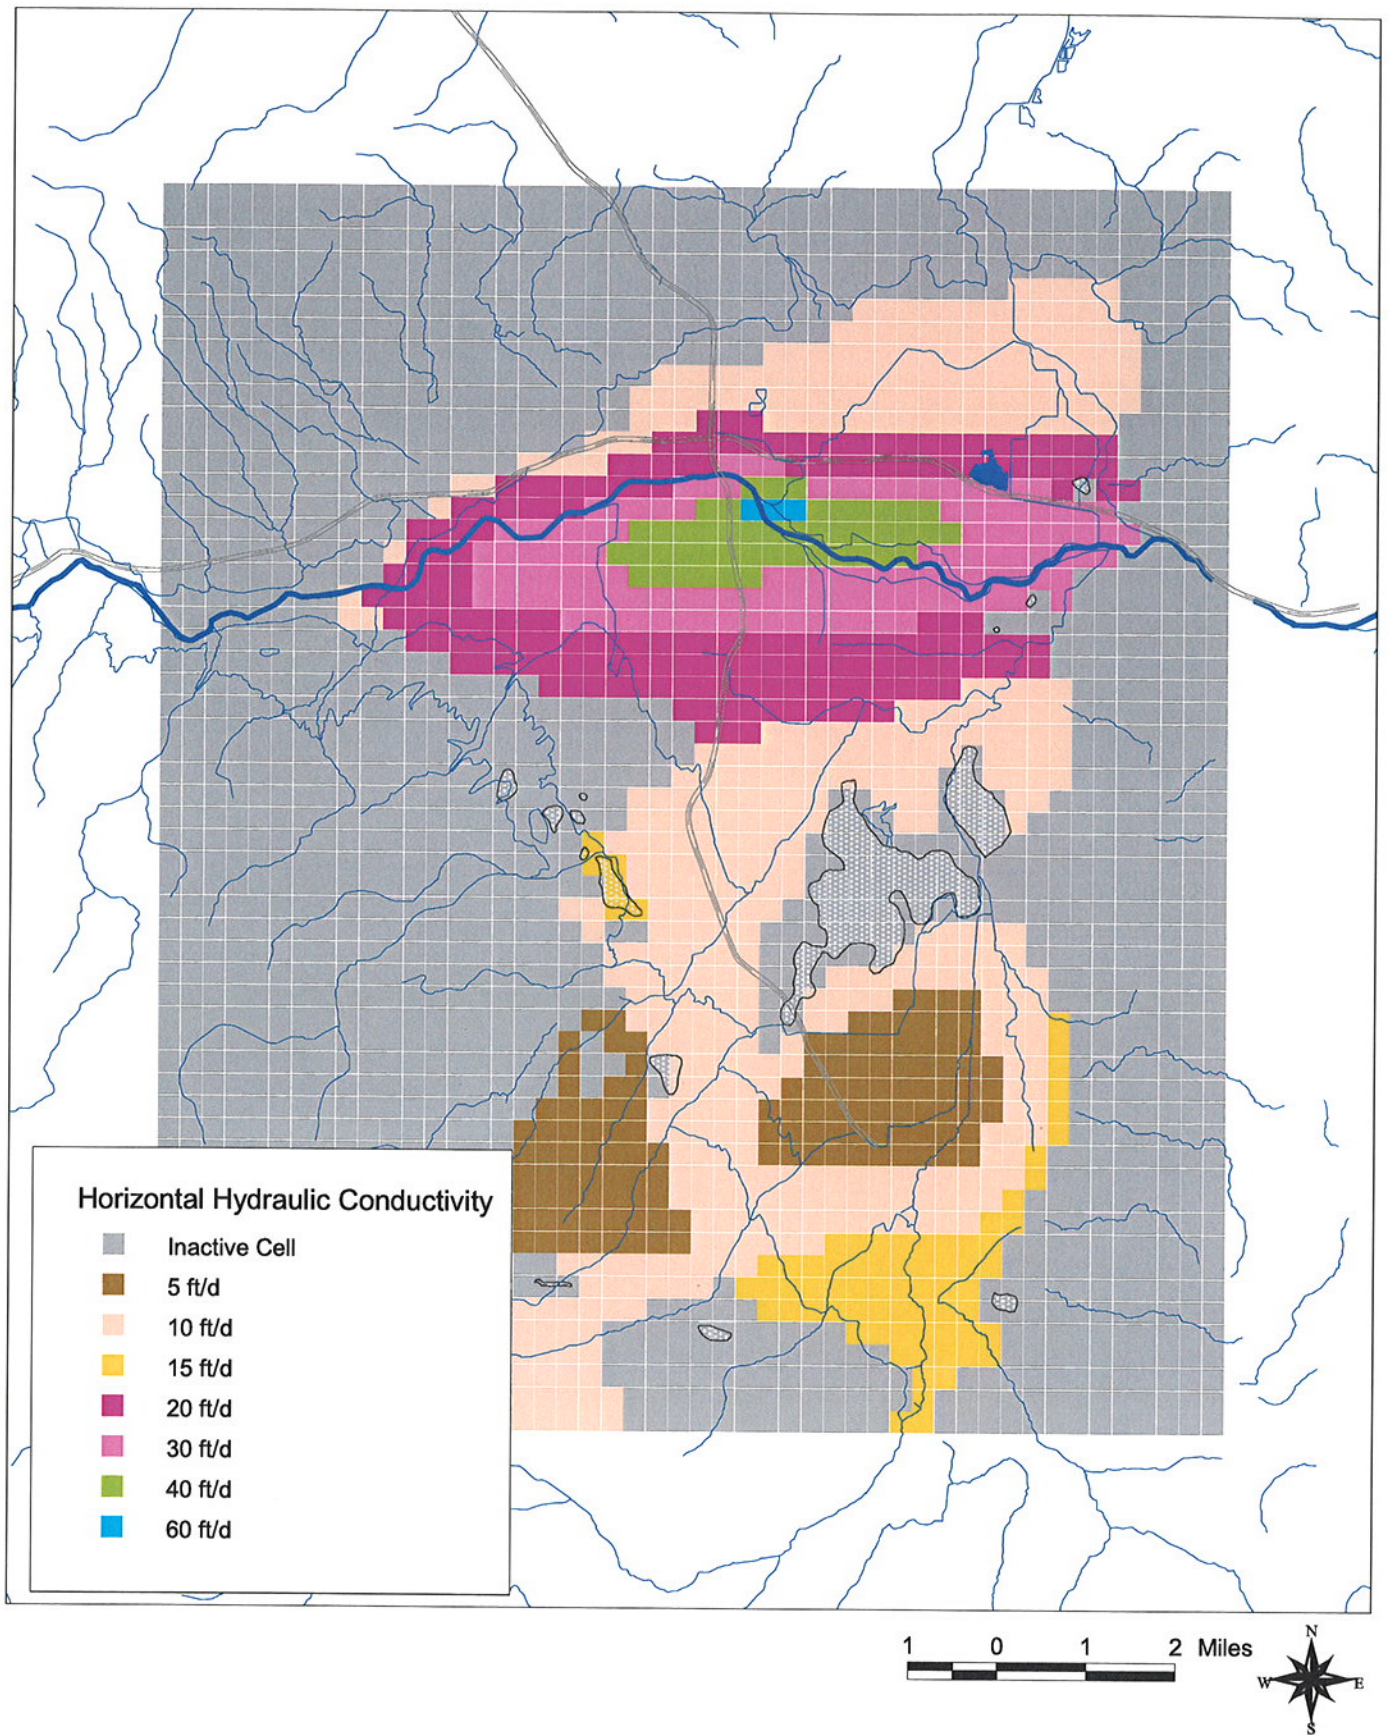 Horizontal Hydraulic Conductivity
Inactive Cell
5 ft/d
10 ft/d
15 ft/d
20 ft/d
30 ft/d
40 ft/d
60 ft/d
1 0 1 2 Miles
N
W E
S